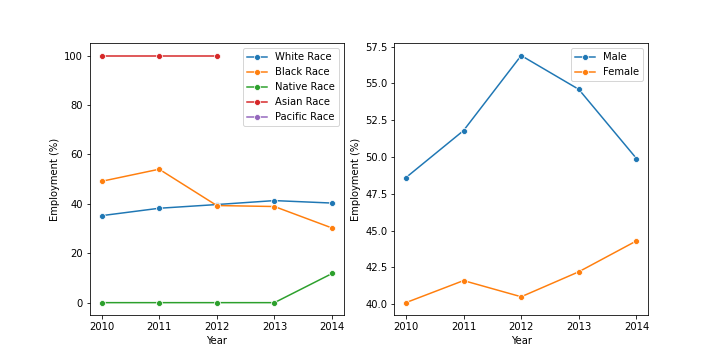 100
80
60
40
20
0
Employment (%)
2010 2011 2012 2013 2014
Year
White Race
Black Race
Native Race
Asian Race
Pacific Race
57.5
55.0
52.5
50.0
47.5
45.0
42.5
40.0
Employment (%)
2010 2011 2012 2013 2014
Year
Male
Female